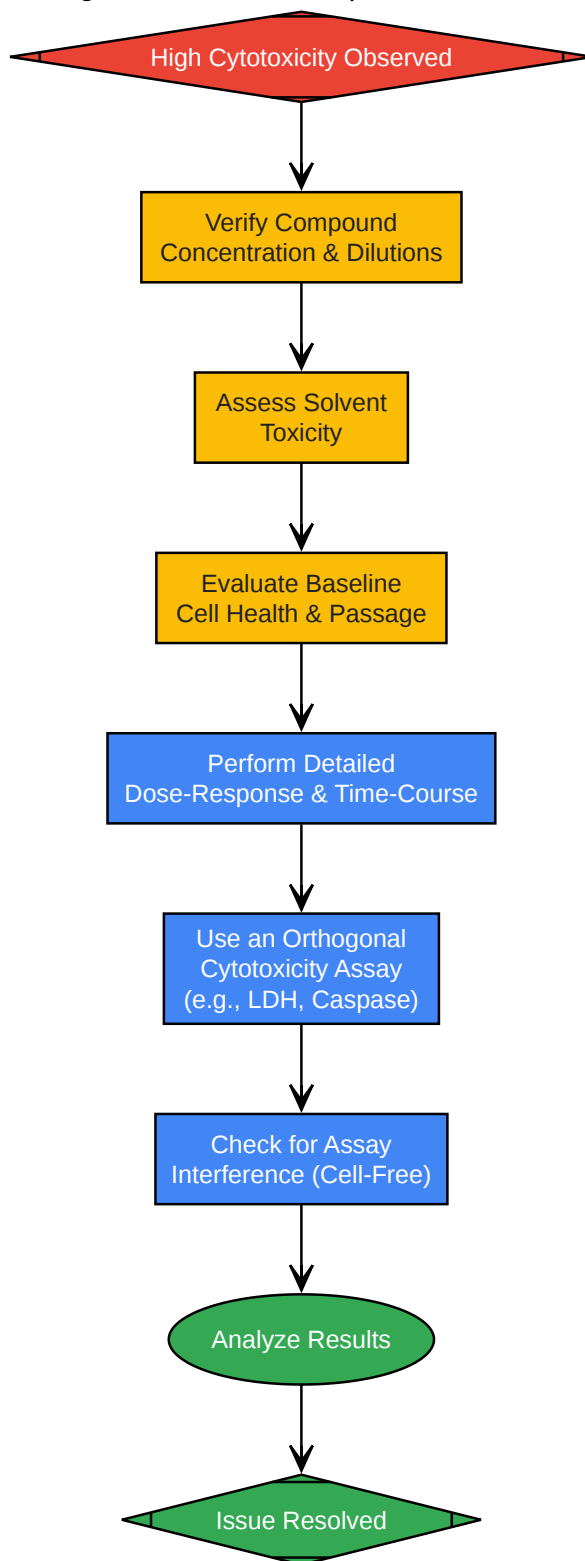 High Cytotoxicity Observed
Verify Compound
Concentration & Dilutions
Assess Solvent
Toxicity
Evaluate Baseline
Cell Health & Passage
Perform Detailed
Dose-Response & Time-Course
Use an Orthogonal
Cytotoxicity Assay
(e.g., LDH, Caspase)
Check for Assay
Interference (Cell-Free)
Analyze Results
Issue Resolved